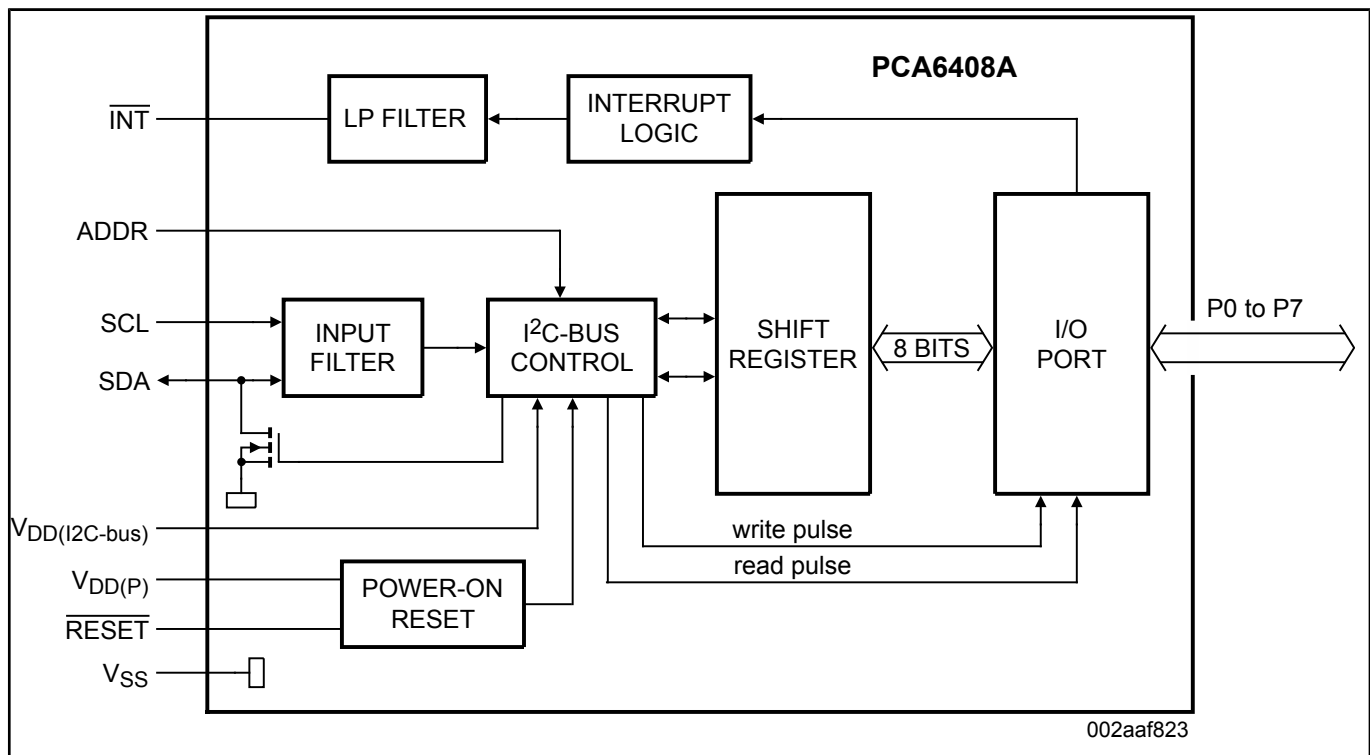 PCA6408A
INT
LP FILTER
INTERRUPT
LOGIC
ADDR
SCL
SDA
INPUT
FILTER
I²C-BUS
CONTROL
SHIFT
REGISTER
8 BITS
I/O
PORT
P0 to P7
VDD(I2C-bus)
write pulse
read pulse
VDD(P)
RESET
POWER-ON
RESET
VSS
002aaf823